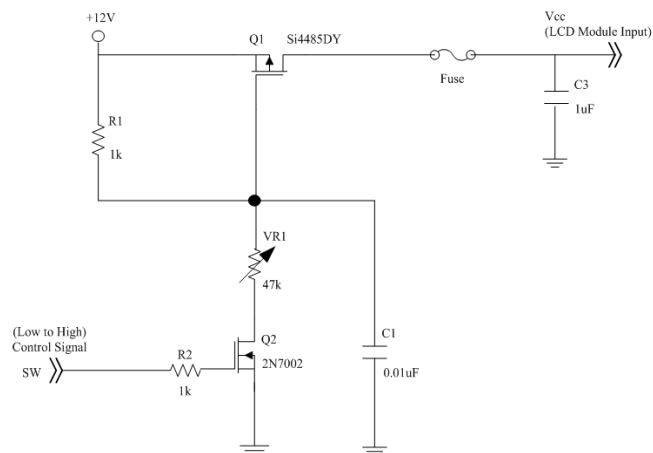 +12V
Q1
Si4485DY
Vcc
(LCD Module Input)
Fuse
C3
1uF
R1
1k
VR1
47k
(Low to High)
Control Signal
SW
R2
1k
Q2
2N7002
C1
0.01uF